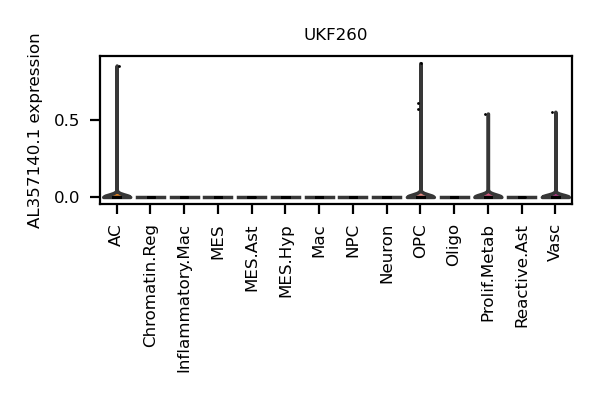 UKF260
AL357140.1 expression
0.5
0.0
AC
Chromatin.Reg
Inflammatory.Mac
MES
MES.Ast
MES.Hyp
Mac
NPC
Neuron
OPC
Oligo
Prolif.Metab
Reactive.Ast
Vasc